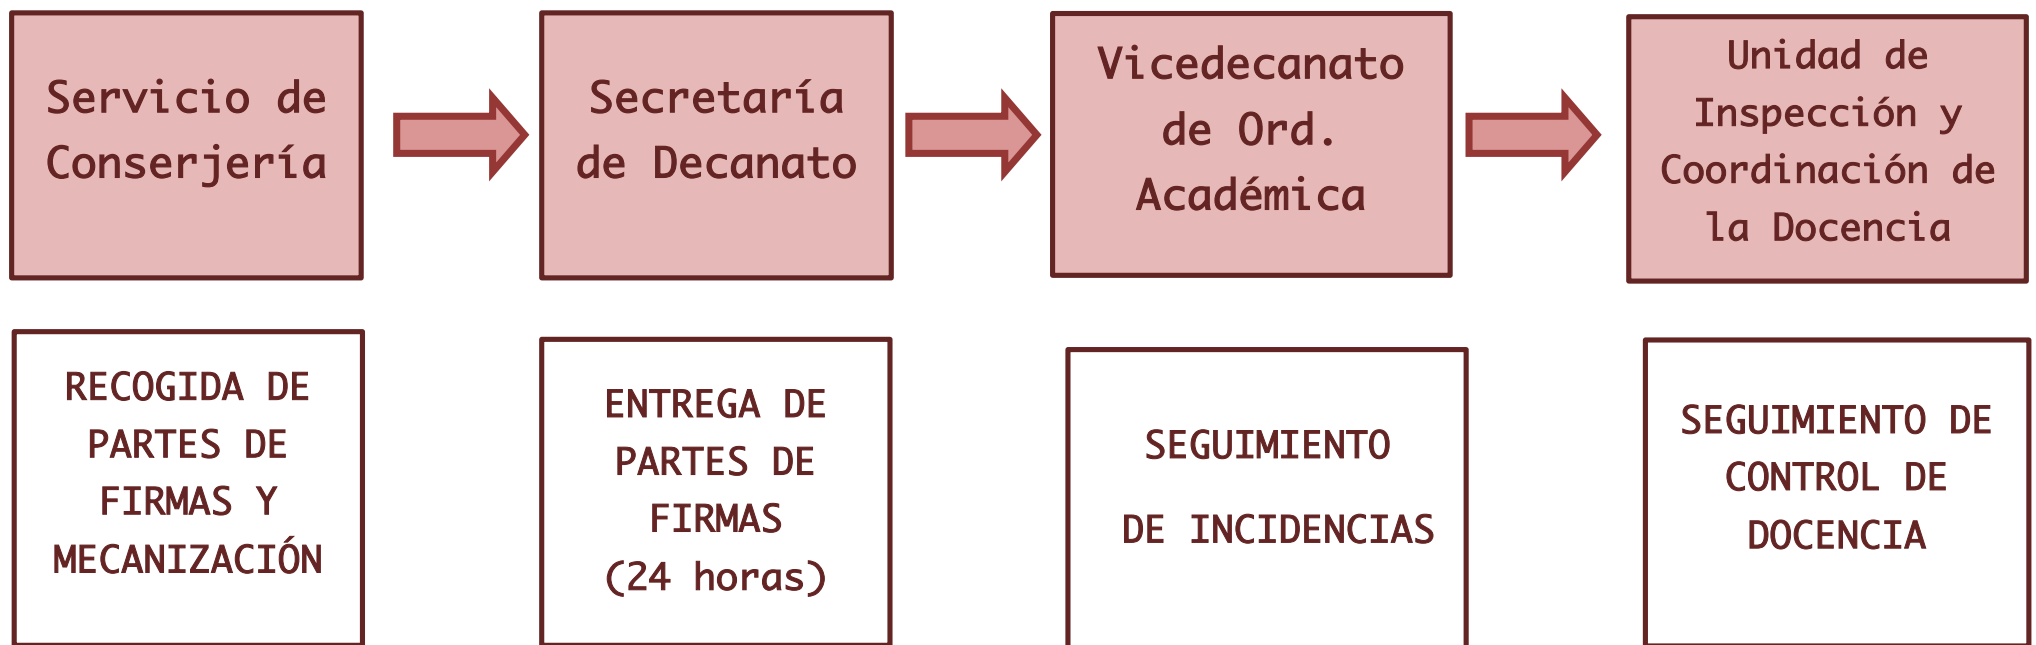 Servicio de
Conserjería
Secretaría
de Decanato
Vicedecanato
de Ord.
Académica
Unidad de
Inspección y
Coordinación de
la Docencia
RECOGIDA DE
PARTES DE
FIRMAS Y
MECANIZACIÓN
ENTREGA DE
PARTES DE
FIRMAS
(24 horas)
SEGUIMIENTO
DE INCIDENCIAS
SEGUIMIENTO DE
CONTROL DE
DOCENCIA